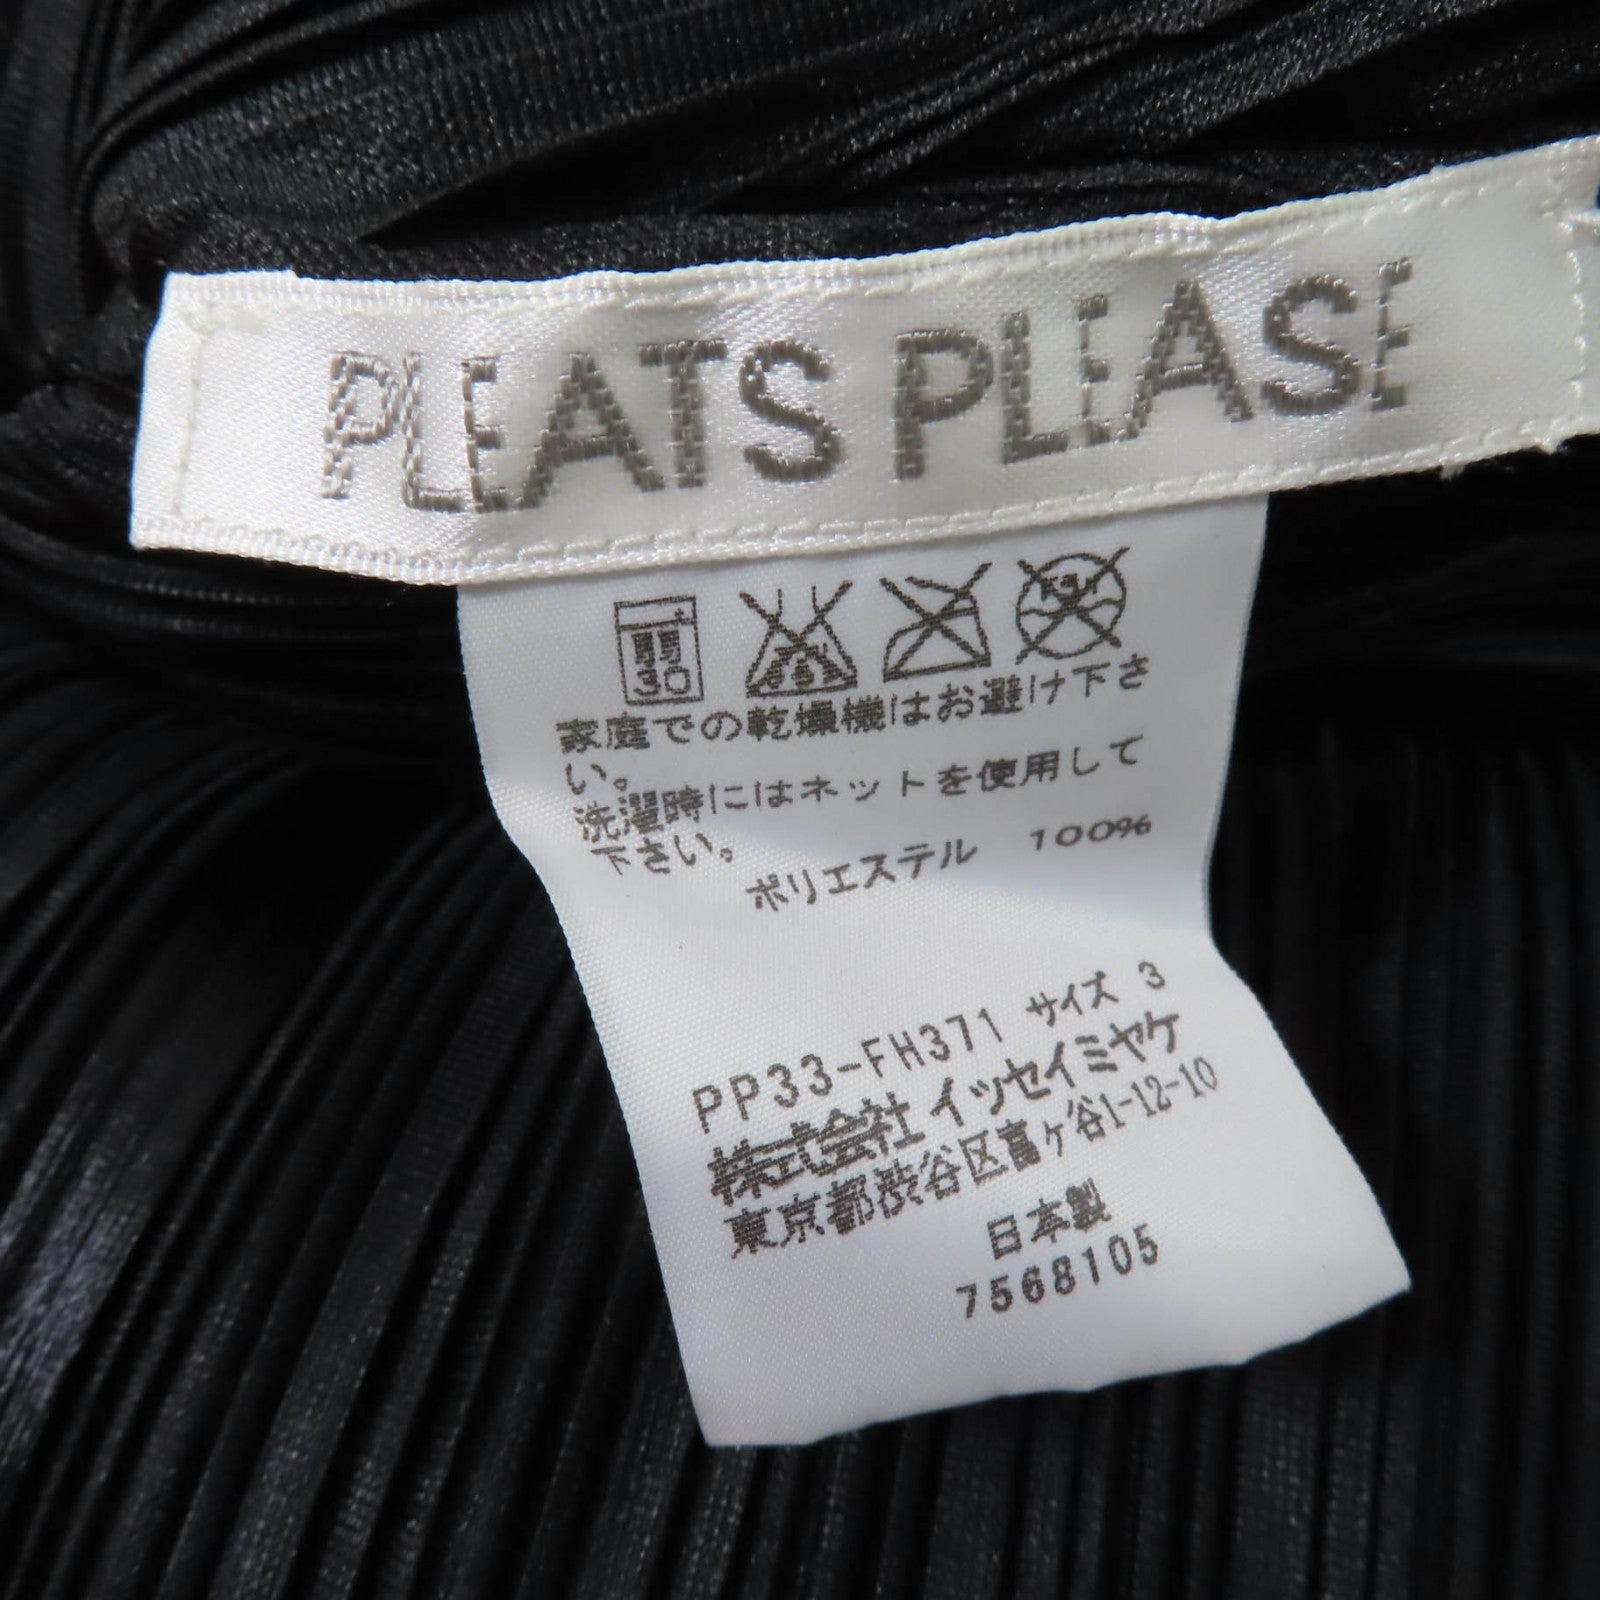 PLEATS PLEASE
弱
30
家庭での乾燥機はお避け下さ
い。
洗濯時にはネットを使用して
下さい。
ポリエステル 100%
PP33-FH371 サイズ 3
株式会社 イッセイミヤケ
東京都渋谷区富ヶ谷1-12-10
日本製
7568105